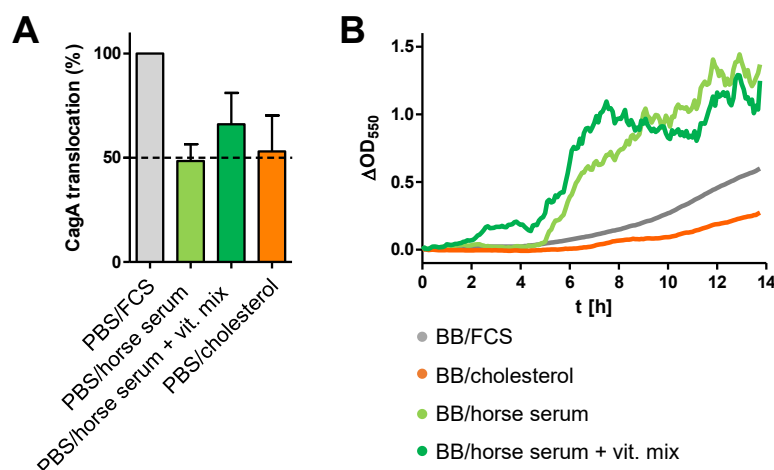 A
CagA translocation (%)
100
50
0
PBS/FCS
PBS/horse serum
PBS/horse serum + vit. mix
PBS/cholesterol
B
ΔOD550
1.5
1.0
0.5
0.0
0 2 4 6 8 10 12 14
t [h]
BB/FCS
BB/cholesterol
BB/horse serum
BB/horse serum + vit. mix